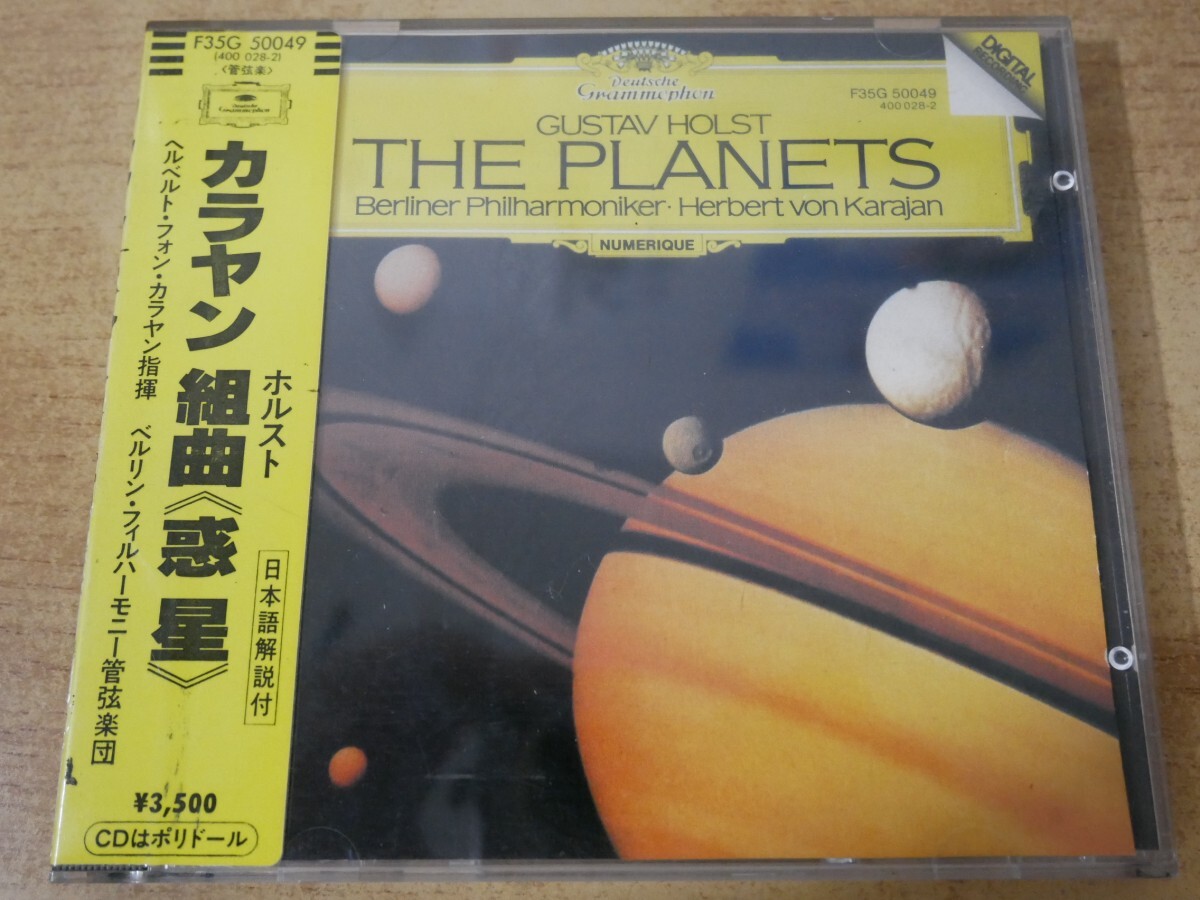 F35G 50049
(400 028-2)
〈管弦楽〉
Deutsche
Grammophon
カラヤン
ホルスト
組曲《惑星》
ヘルベルト・フォン・カラヤン指揮 ベルリン・フィルハーモニー管弦楽団
日本語解説付
¥3,500
CDはポリドール
Deutsche
Grammophon
F35G 50049
400 028-2
DIGITAL
RECORDING
GUSTAV HOLST
THE PLANETS
Berliner Philharmoniker · Herbert von Karajan
NUMERIQUE